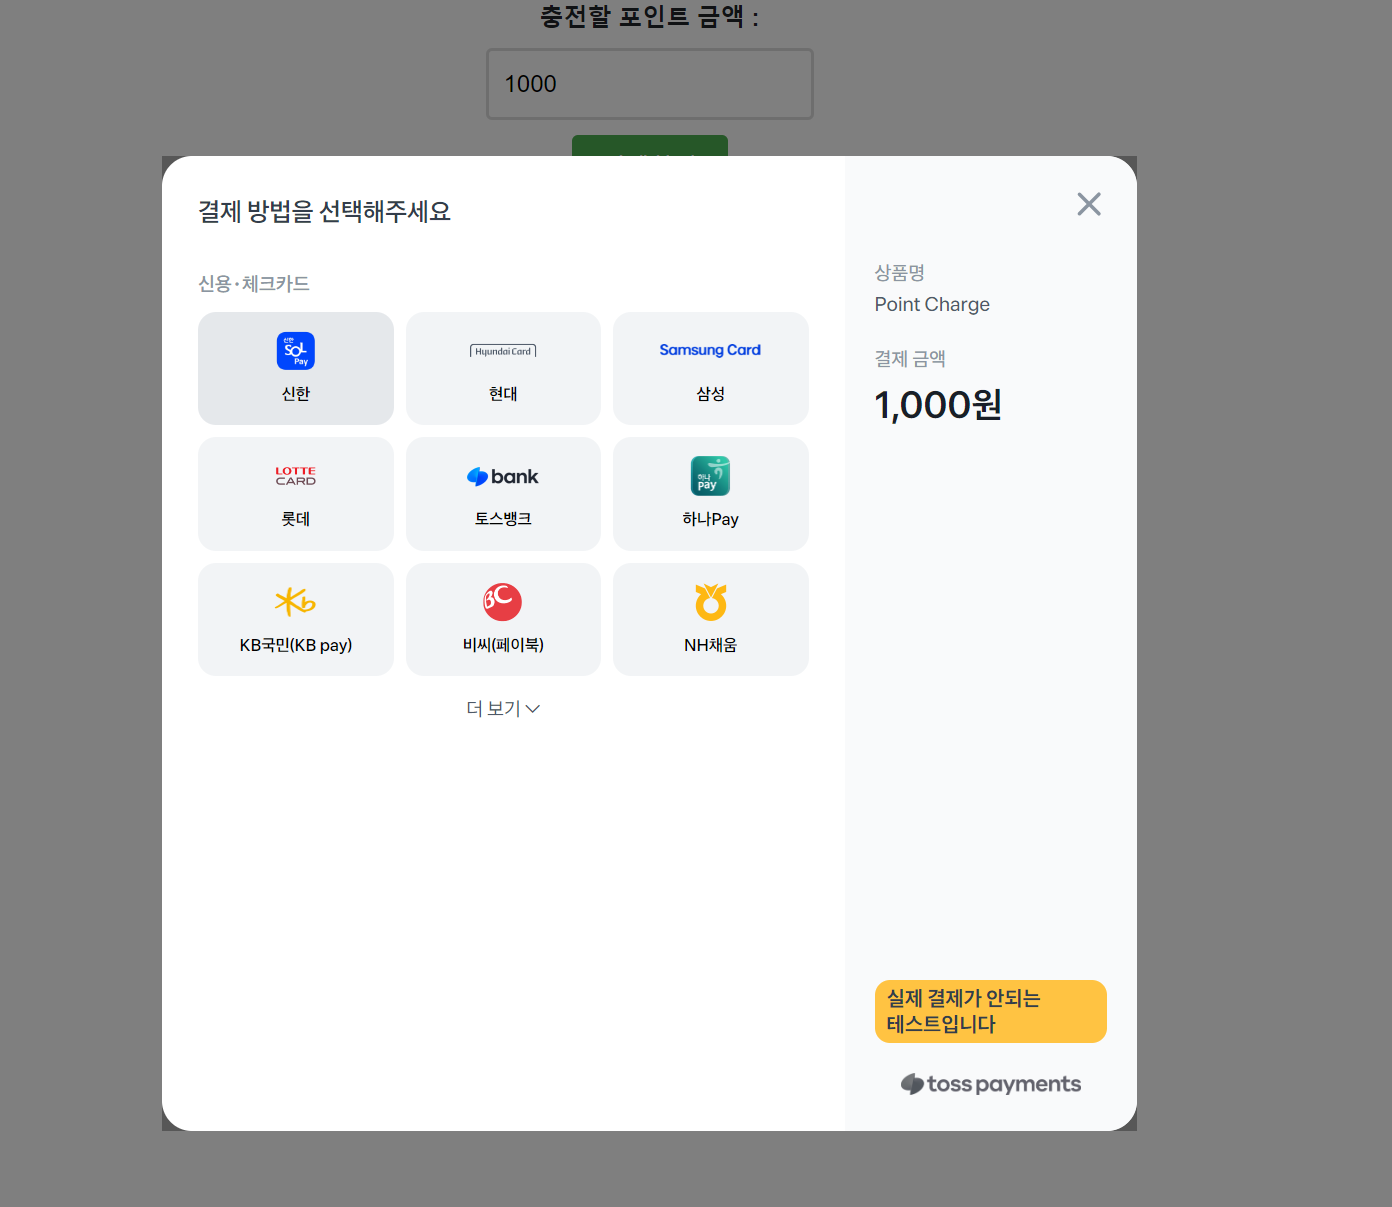 충전할 포인트 금액 :
1000
결제 방법을 선택해주세요
신용·체크카드
신한 SOL Pay
신한
Hyundai Card
현대
Samsung Card
삼성
LOTTE CARD
롯데
bank
토스뱅크
하나 pay
하나Pay
Kb
KB국민(KB pay)
BC
비씨(페이북)
NH채움
더 보기
상품명
Point Charge
결제 금액
1,000원
실제 결제가 안되는
테스트입니다
toss payments